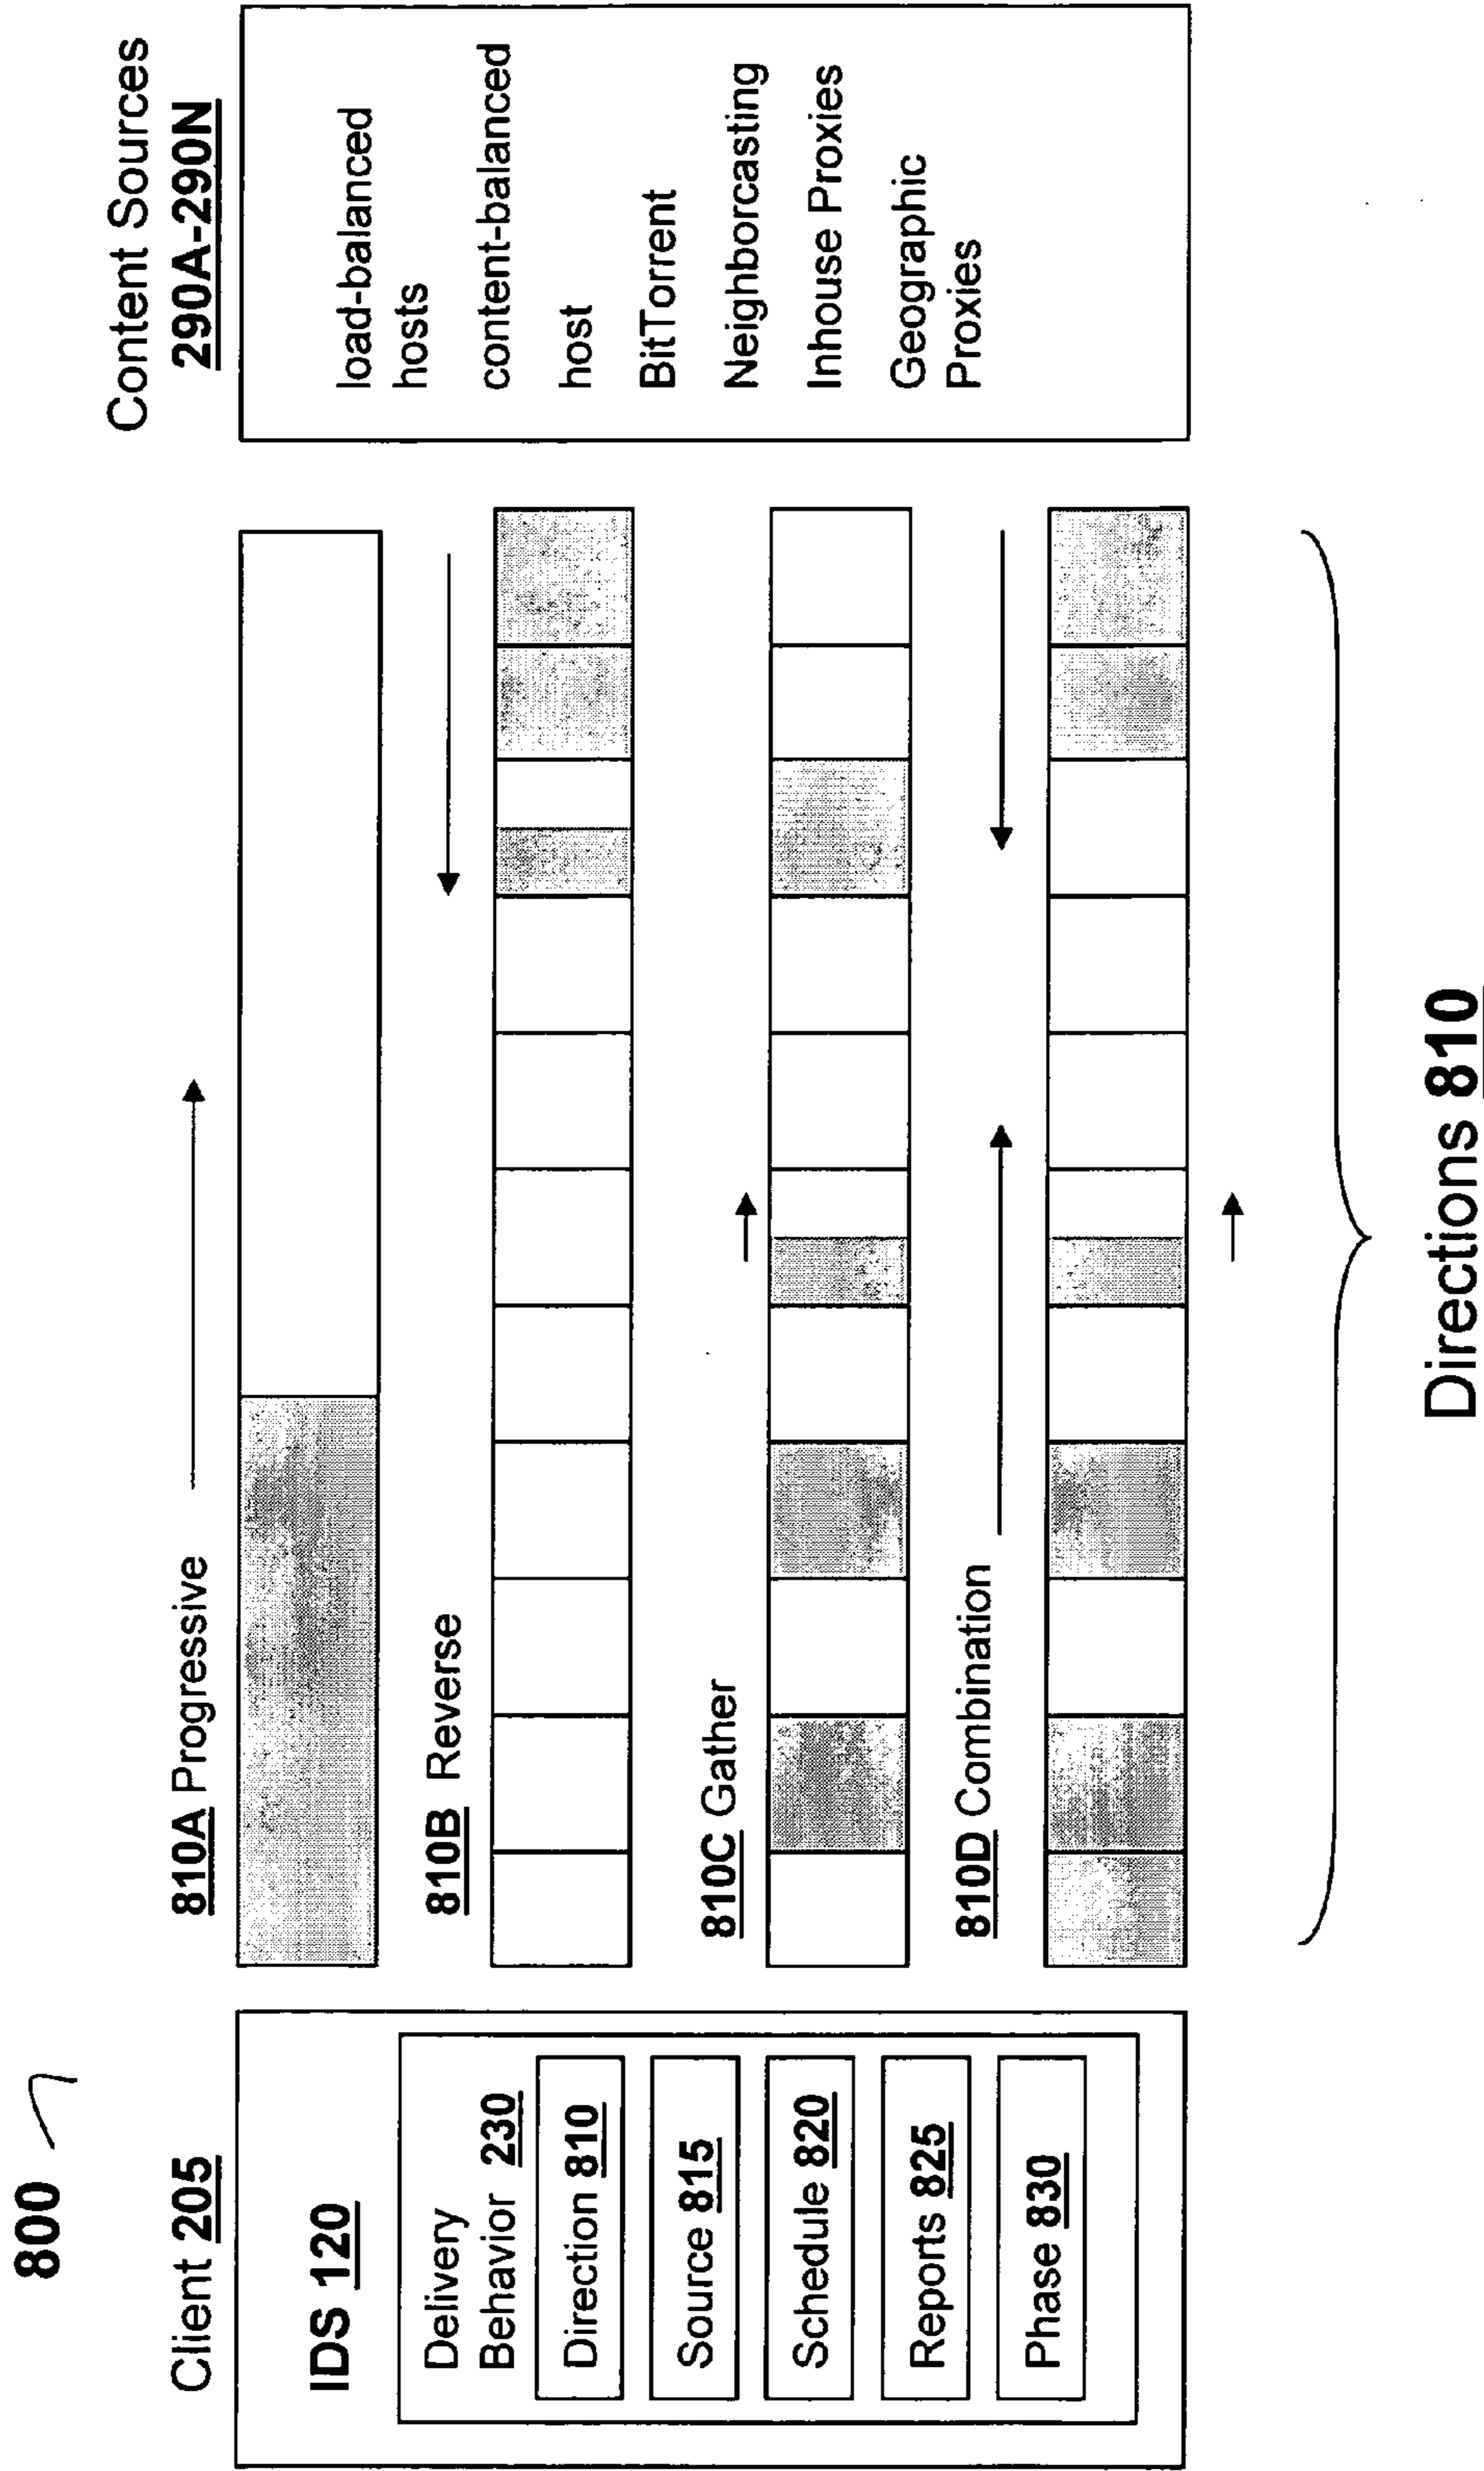 800
Client 205
IDS 120
Delivery
Behavior 230
Direction 810
Source 815
Schedule 820
Reports 825
Phase 830
810A Progressive
810B Reverse
810C Gather
810D Combination
Directions 810
Content Sources
290A-290N
load-balanced
hosts
content-balanced
host
BitTorrent
Neighborcasting
Inhouse Proxies
Geographic
Proxies